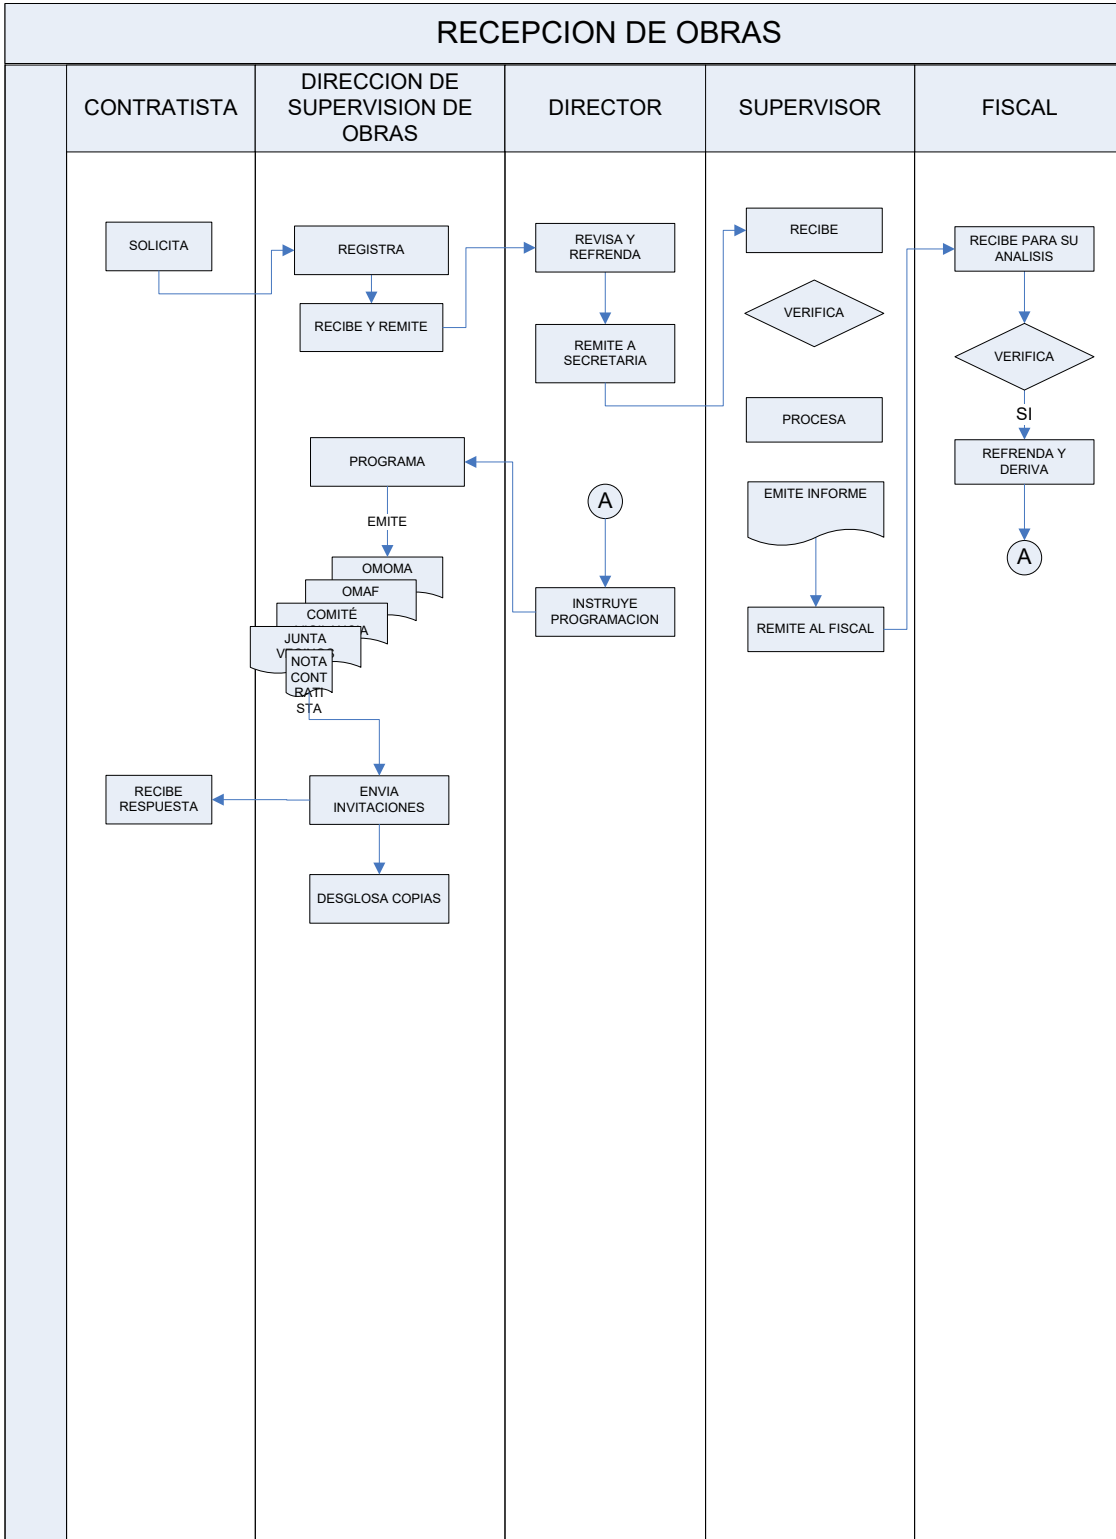 RECEPCION DE OBRAS
CONTRATISTA
DIRECCION DE
SUPERVISION DE
OBRAS
DIRECTOR
SUPERVISOR
FISCAL
SOLICITA
REGISTRA
RECIBE Y REMITE
REVISA Y
REFRENDA
REMITE A
SECRETARIA
RECIBE
VERIFICA
PROCESA
EMITE INFORME
REMITE AL FISCAL
RECIBE PARA SU
ANALISIS
VERIFICA
SI
REFRENDA Y
DERIVA
A
A
INSTRUYE
PROGRAMACION
PROGRAMA
EMITE
OMOMA
OMAF
COMITÉ
JUNTA
NOTA
CONT
RATI
STA
ENVIA
INVITACIONES
RECIBE
RESPUESTA
DESGLOSA COPIAS